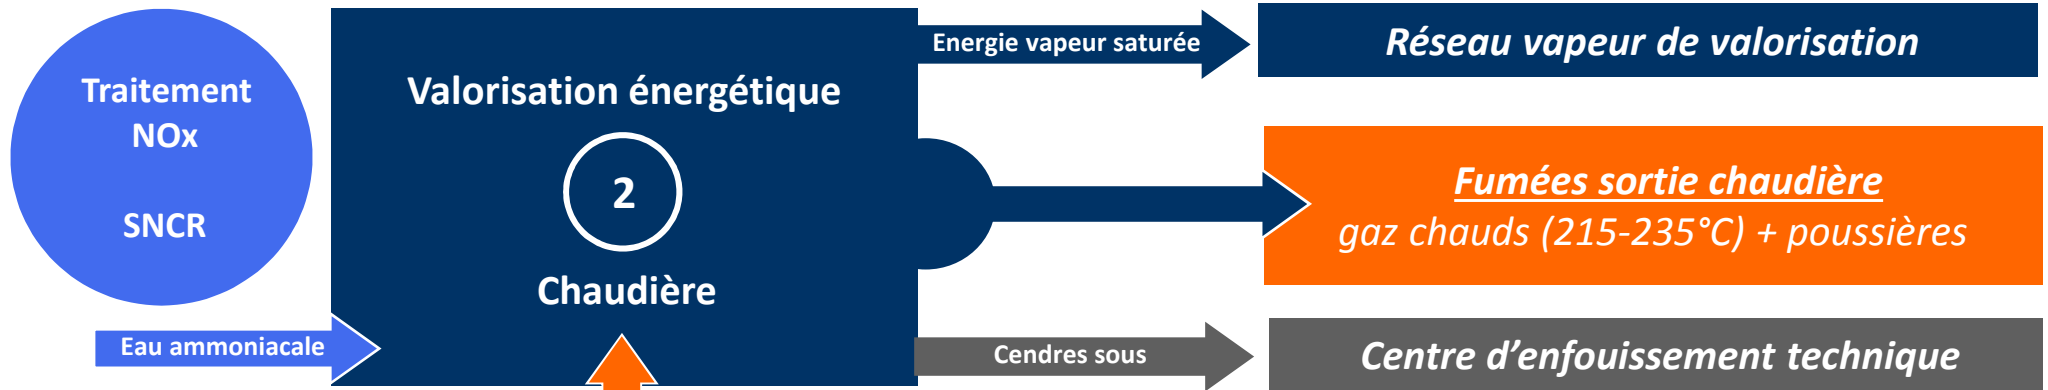 Traitement
NOx
SNCR
Eau ammoniacale
Valorisation énergétique
2
Chaudière
Energie vapeur saturée
Réseau vapeur de valorisation
Fumées sortie chaudière
gaz chauds (215-235°C) + poussières
Cendres sous
Centre d’enfouissement technique